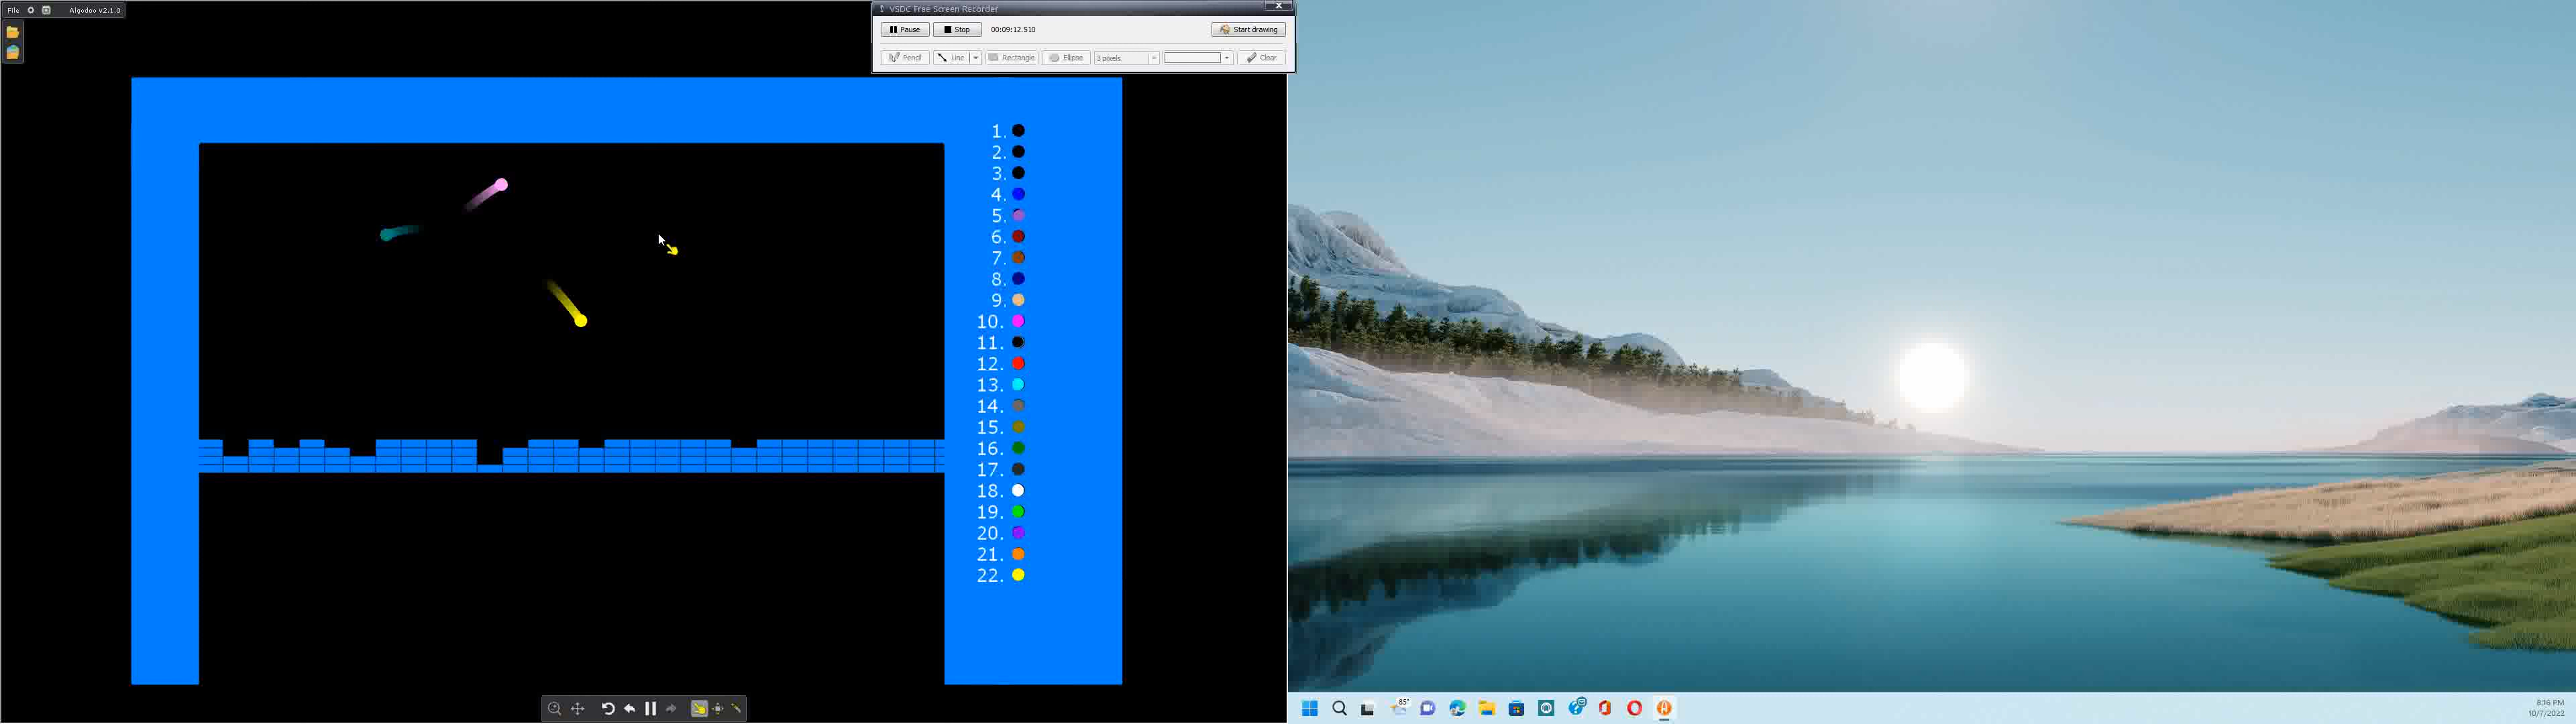 File
Algodoo v2.1.0
VSDC Free Screen Recorder
Pause
Stop
00:09:12.510
Start drawing
Pencil
Line
Rectangle
Ellipse
3 pixels
Clear
1.
2.
3.
4.
5.
6.
7.
8.
9.
10.
11.
12.
13.
14.
15.
16.
17.
18.
19.
20.
21.
22.
85°
8:16 PM
10/7/2022